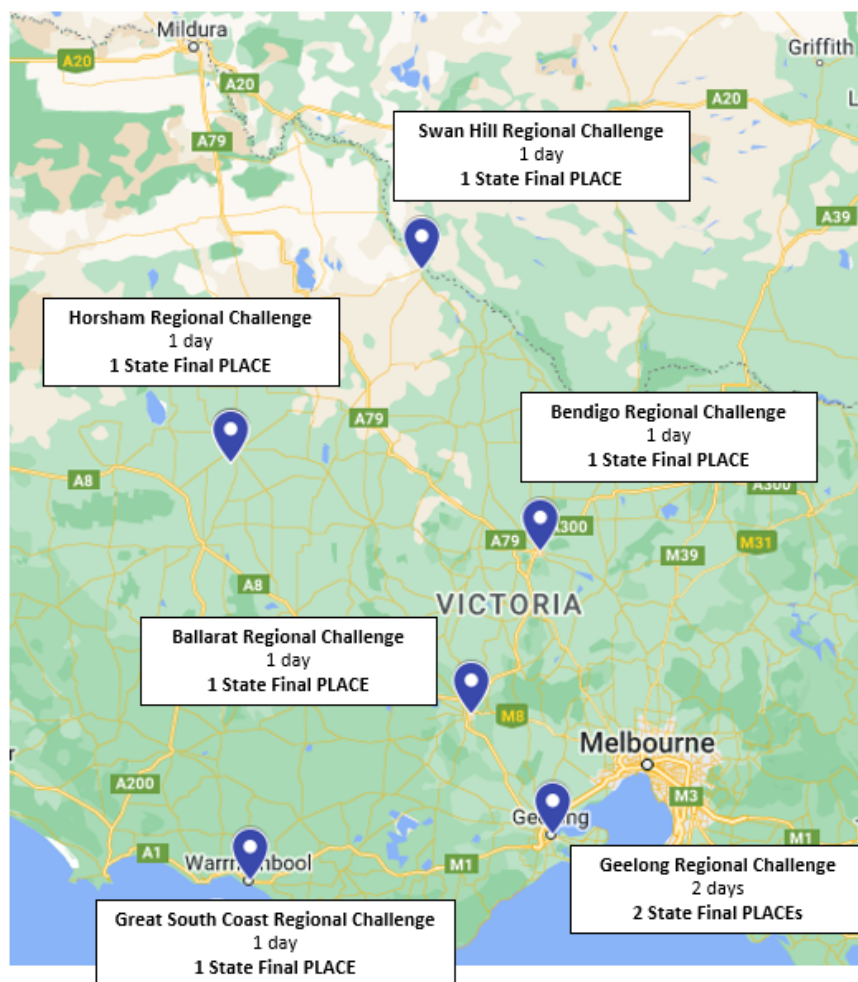 Mildura
A20
Griffith
A20
A20
L
A79
Swan Hill Regional Challenge
1 day
1 State Final PLACE
A39
Horsham Regional Challenge
1 day
1 State Final PLACE
A79
Bendigo Regional Challenge
1 day
1 State Final PLACE
A8
A300
A79
A300
M39
M31
A8
VICTORIA
Ballarat Regional Challenge
1 day
1 State Final PLACE
M8
Melbourne
r
A200
M3
A1
M1
M1
Geelong Regional Challenge
2 days
2 State Final PLACEs
Great South Coast Regional Challenge
1 day
1 State Final PLACE